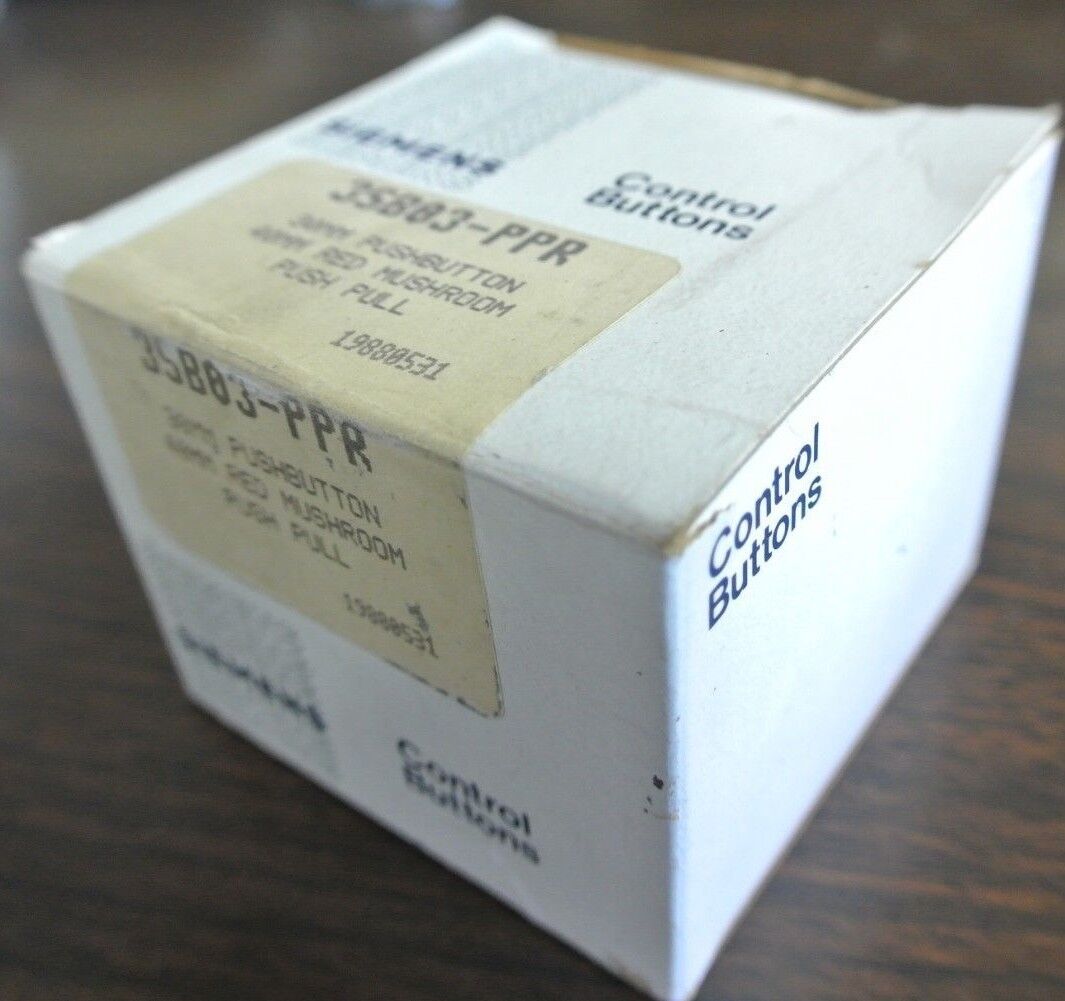 SIEMENS
Control
Buttons
3SB03-PPR
30MM PUSHBUTTON
40MM RED MUSHROOM
PUSH PULL
19880531
3SB03-PPR
30MM PUSHBUTTON
40MM RED MUSHROOM
PUSH PULL
19880531
SIEMENS
Control
Buttons
Control
Buttons